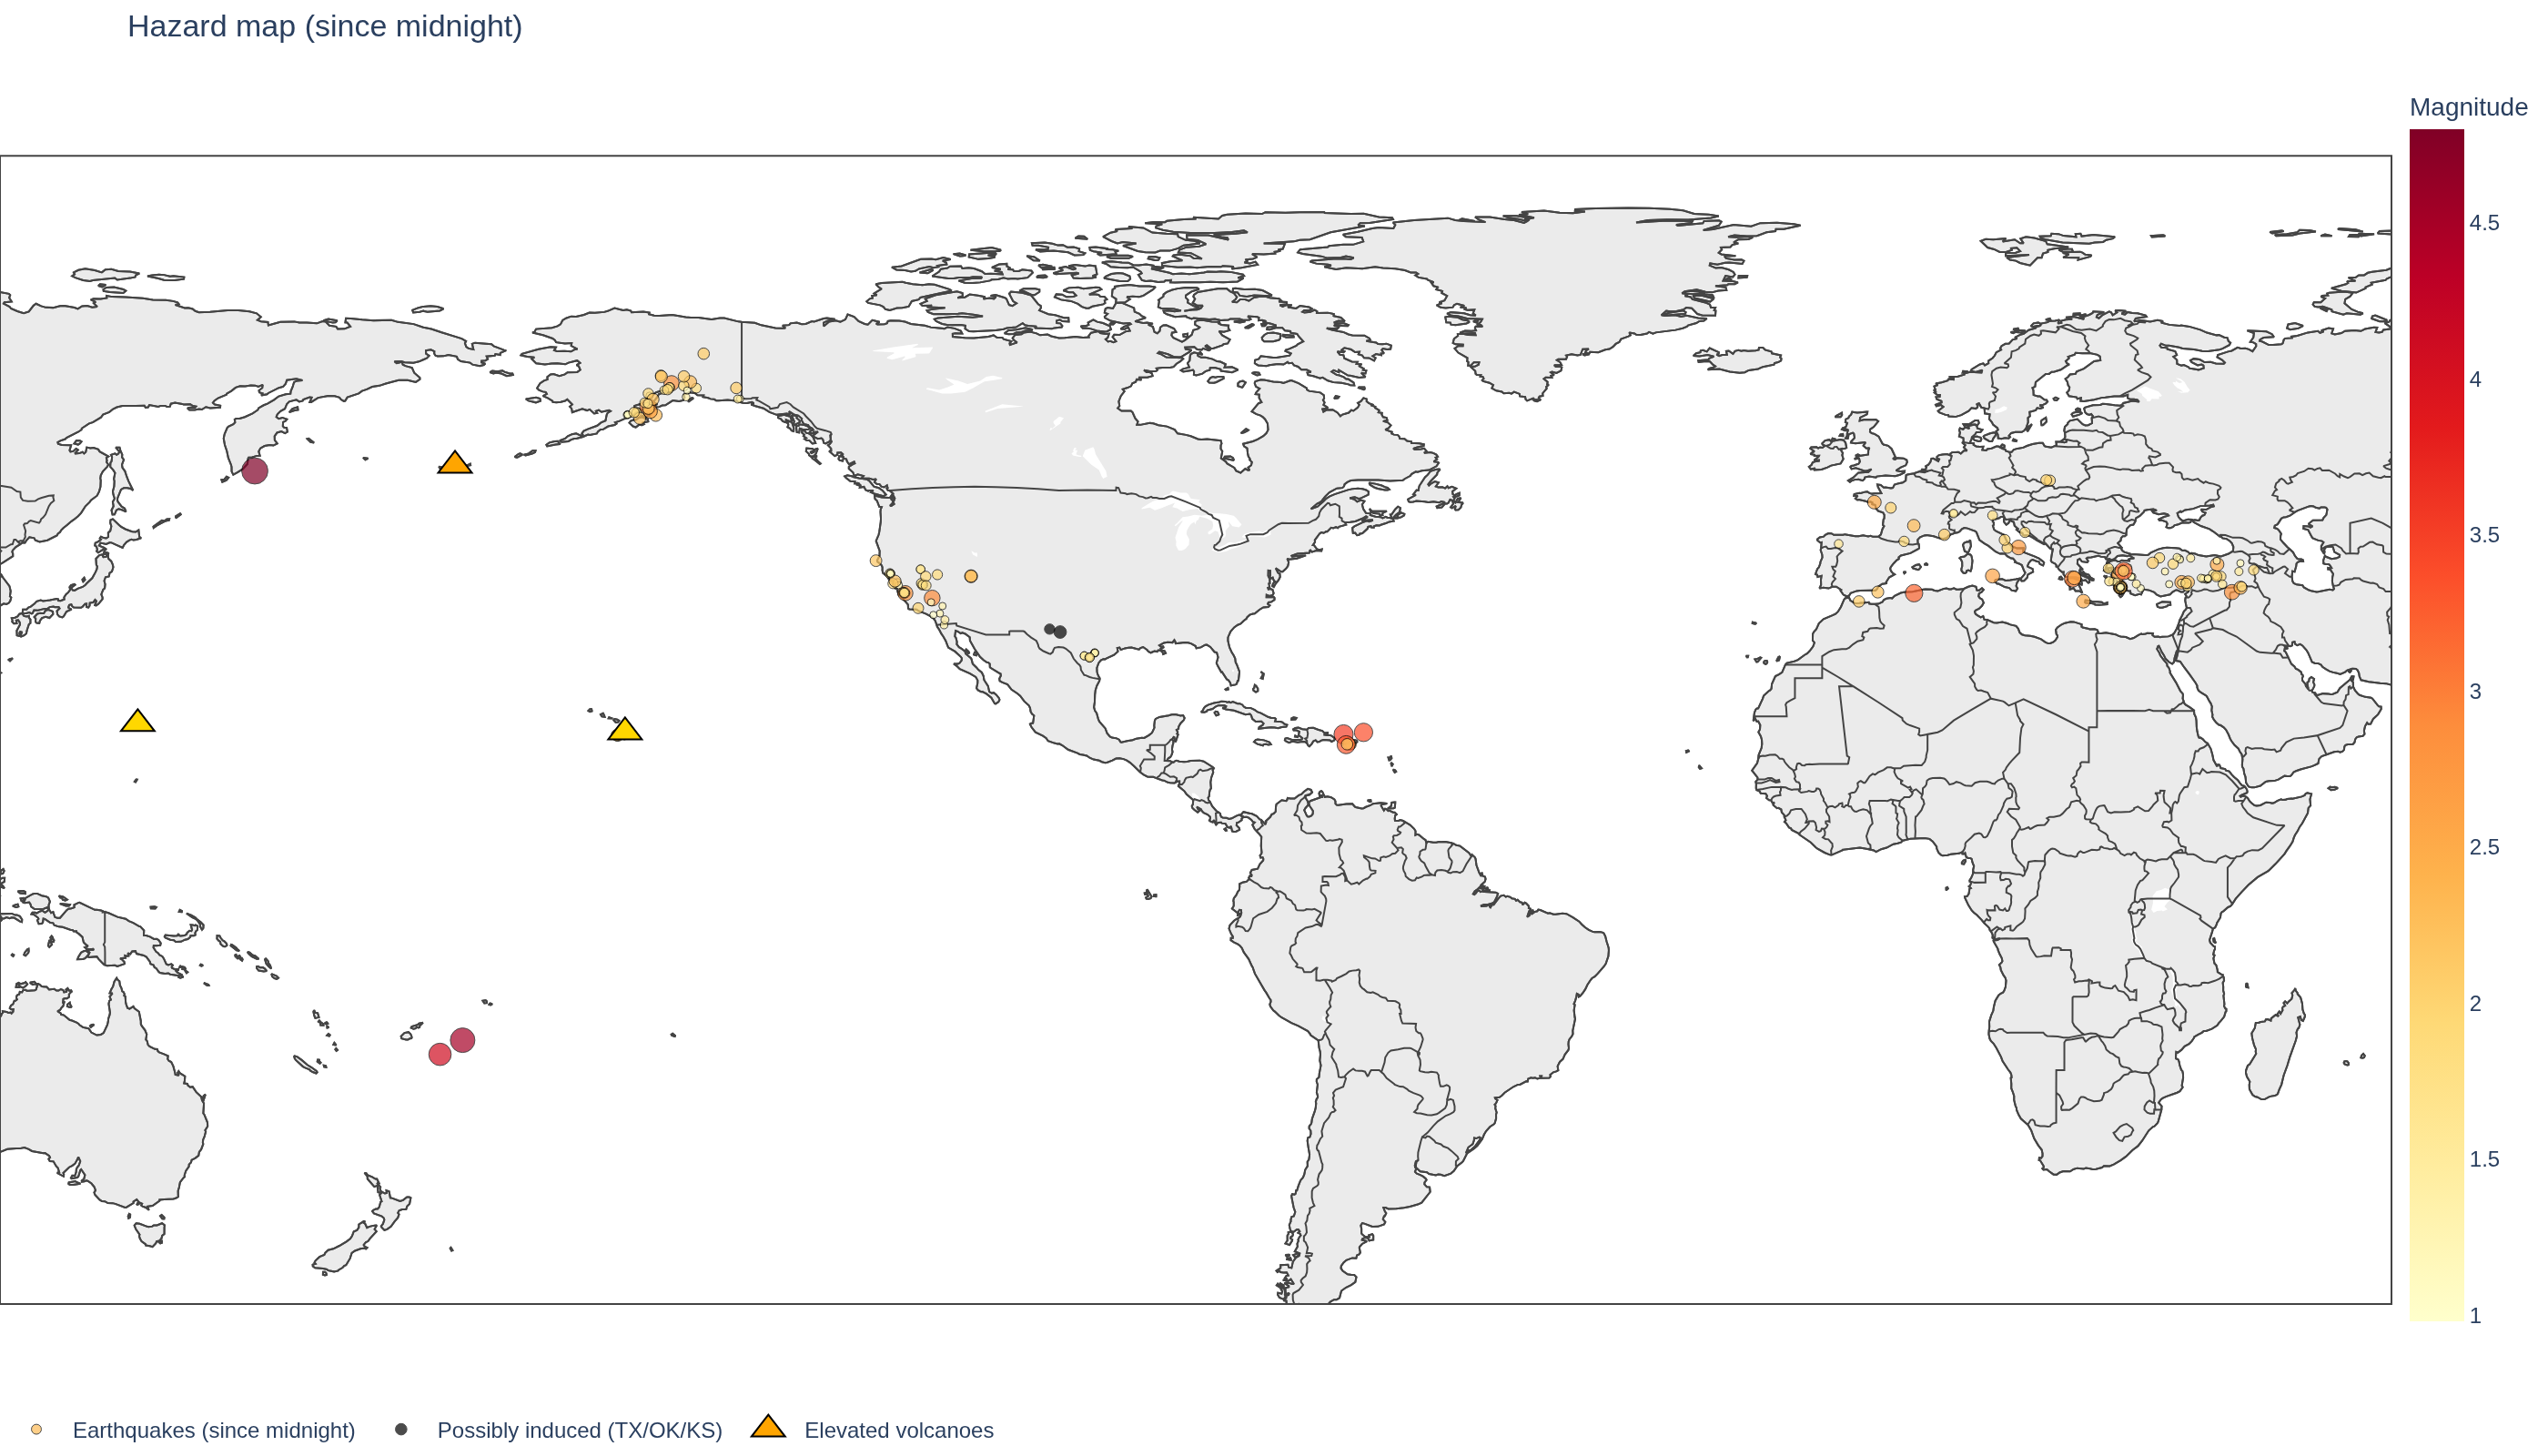 Hazard map (since midnight)
Magnitude
4.5
4
3.5
3
2.5
2
1.5
1
Earthquakes (since midnight)
Possibly induced (TX/OK/KS)
Elevated volcanoes